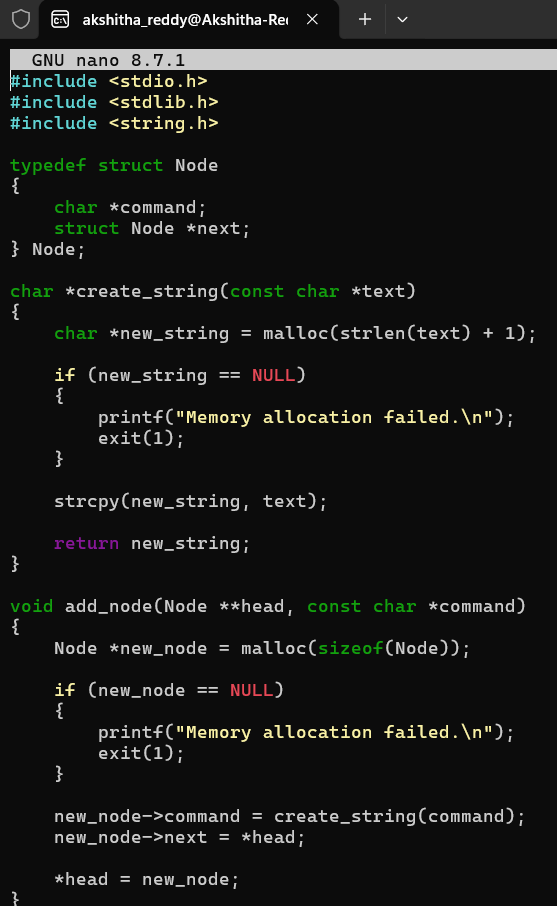 akshitha_reddy@Akshitha-Re
GNU nano 8.7.1
#include <stdio.h>
#include <stdlib.h>
#include <string.h>

typedef struct Node
{
    char *command;
    struct Node *next;
} Node;

char *create_string(const char *text)
{
    char *new_string = malloc(strlen(text) + 1);

    if (new_string == NULL)
    {
        printf("Memory allocation failed.\n");
        exit(1);
    }

    strcpy(new_string, text);

    return new_string;
}

void add_node(Node **head, const char *command)
{
    Node *new_node = malloc(sizeof(Node));

    if (new_node == NULL)
    {
        printf("Memory allocation failed.\n");
        exit(1);
    }

    new_node->command = create_string(command);
    new_node->next = *head;

    *head = new_node;
}